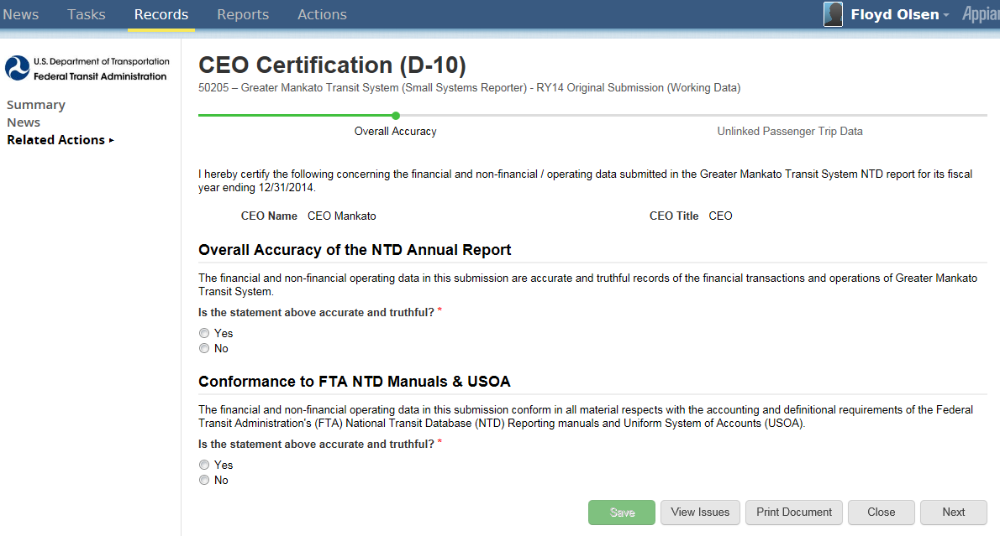 News Tasks Records Reports Actions Floyd Olsen
U.S. Department of Transportation
Federal Transit Administration
Summary
News
Related Actions
CEO Certification (D-10)
50205 – Greater Mankato Transit System (Small Systems Reporter) - RY14 Original Submission (Working Data)
Overall Accuracy Unlinked Passenger Trip Data
I hereby certify the following concerning the financial and non-financial / operating data submitted in the Greater Mankato Transit System NTD report for its fiscal
year ending 12/31/2014.
CEO Name CEO Mankato CEO Title CEO
Overall Accuracy of the NTD Annual Report
The financial and non-financial operating data in this submission are accurate and truthful records of the financial transactions and operations of Greater Mankato
Transit System.
Is the statement above accurate and truthful? *
Yes
No
Conformance to FTA NTD Manuals & USOA
The financial and non-financial operating data in this submission conform in all material respects with the accounting and definitional requirements of the Federal
Transit Administration's (FTA) National Transit Database (NTD) Reporting manuals and Uniform System of Accounts (USOA).
Is the statement above accurate and truthful? *
Yes
No
Save View Issues Print Document Close Next